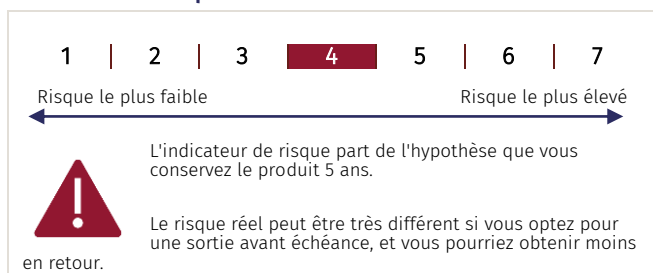 1 | 2 | 3 | 4 | 5 | 6 | 7
Risque le plus faible Risque le plus élevé
L'indicateur de risque part de l'hypothèse que vous
conservez le produit 5 ans.
Le risque réel peut être très différent si vous optez pour
une sortie avant échéance, et vous pourriez obtenir moins
en retour.